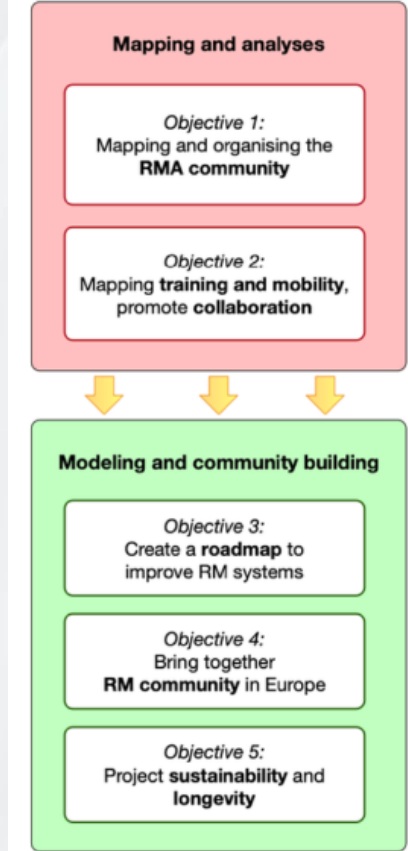 Mapping and analyses
Objective 1:
Mapping and organising the
RMA community
Objective 2:
Mapping training and mobility,
promote collaboration
Modeling and community building
Objective 3:
Create a roadmap to
improve RM systems
Objective 4:
Bring together
RM community in Europe
Objective 5:
Project sustainability and
longevity